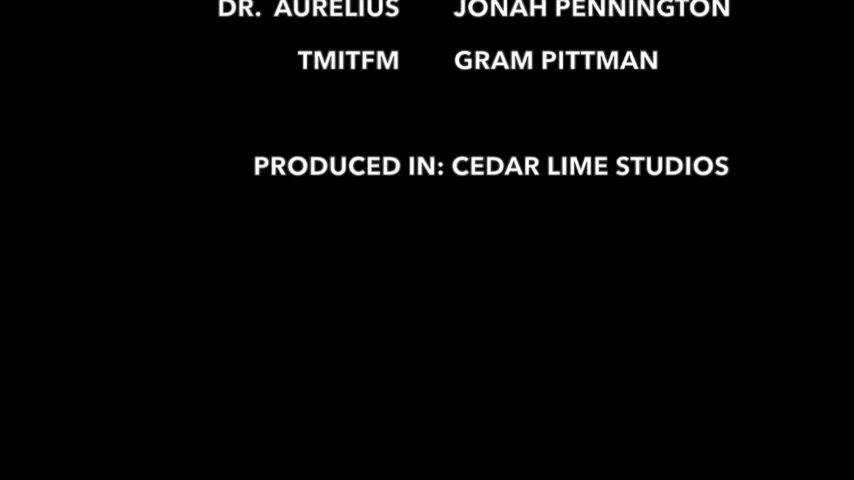 DR. AURELIUS JONAH PENNINGTON
TMITFM GRAM PITTMAN
PRODUCED IN: CEDAR LIME STUDIOS